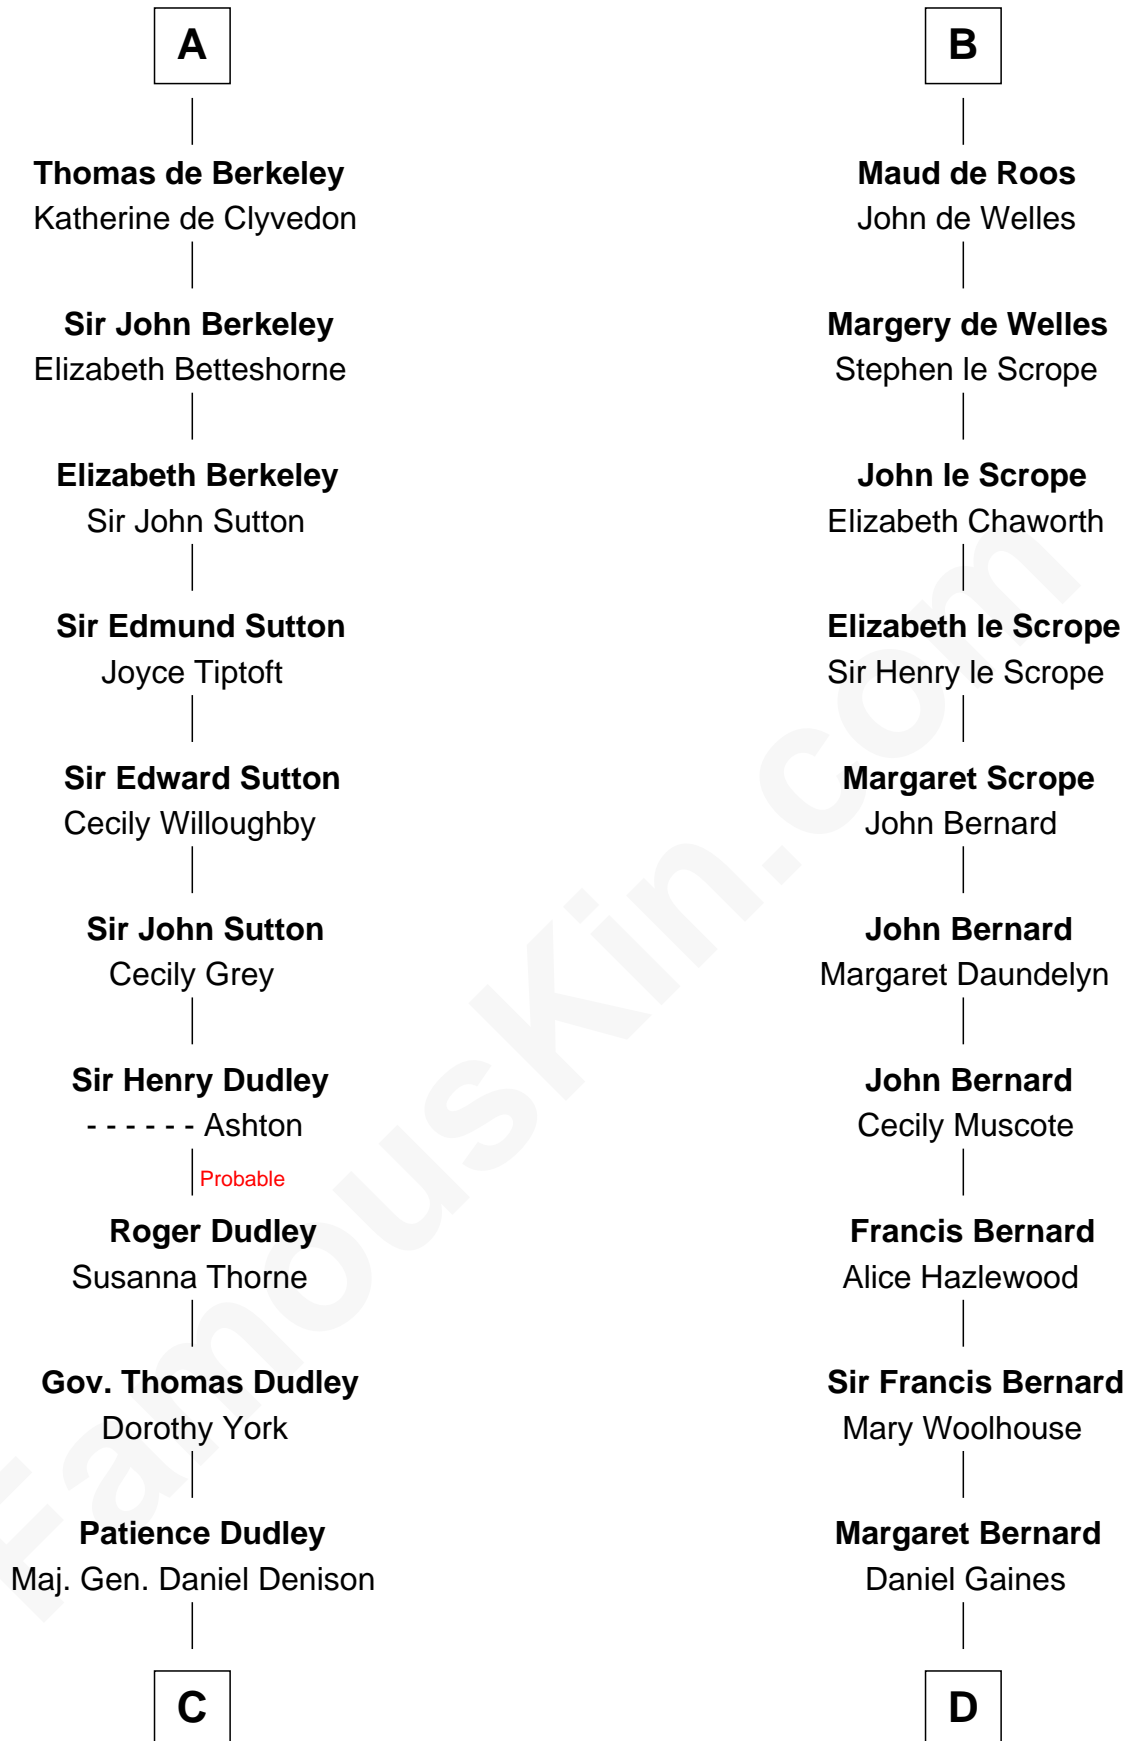 A
Thomas de Berkeley
Katherine de Clyvedon
Sir John Berkeley
Elizabeth Betteshorne
Elizabeth Berkeley
Sir John Sutton
Sir Edmund Sutton
Joyce Tiptoft
Sir Edward Sutton
Cecily Willoughby
Sir John Sutton
Cecily Grey
Sir Henry Dudley
- - - - - - Ashton
Probable
Roger Dudley
Susanna Thorne
Gov. Thomas Dudley
Dorothy York
Patience Dudley
Maj. Gen. Daniel Denison
C
B
Maud de Roos
John de Welles
Margery de Welles
Stephen le Scrope
John le Scrope
Elizabeth Chaworth
Elizabeth le Scrope
Sir Henry le Scrope
Margaret Scrope
John Bernard
John Bernard
Margaret Daundelyn
John Bernard
Cecily Muscote
Francis Bernard
Alice Hazlewood
Sir Francis Bernard
Mary Woolhouse
Margaret Bernard
Daniel Gaines
D
FamousKin.com